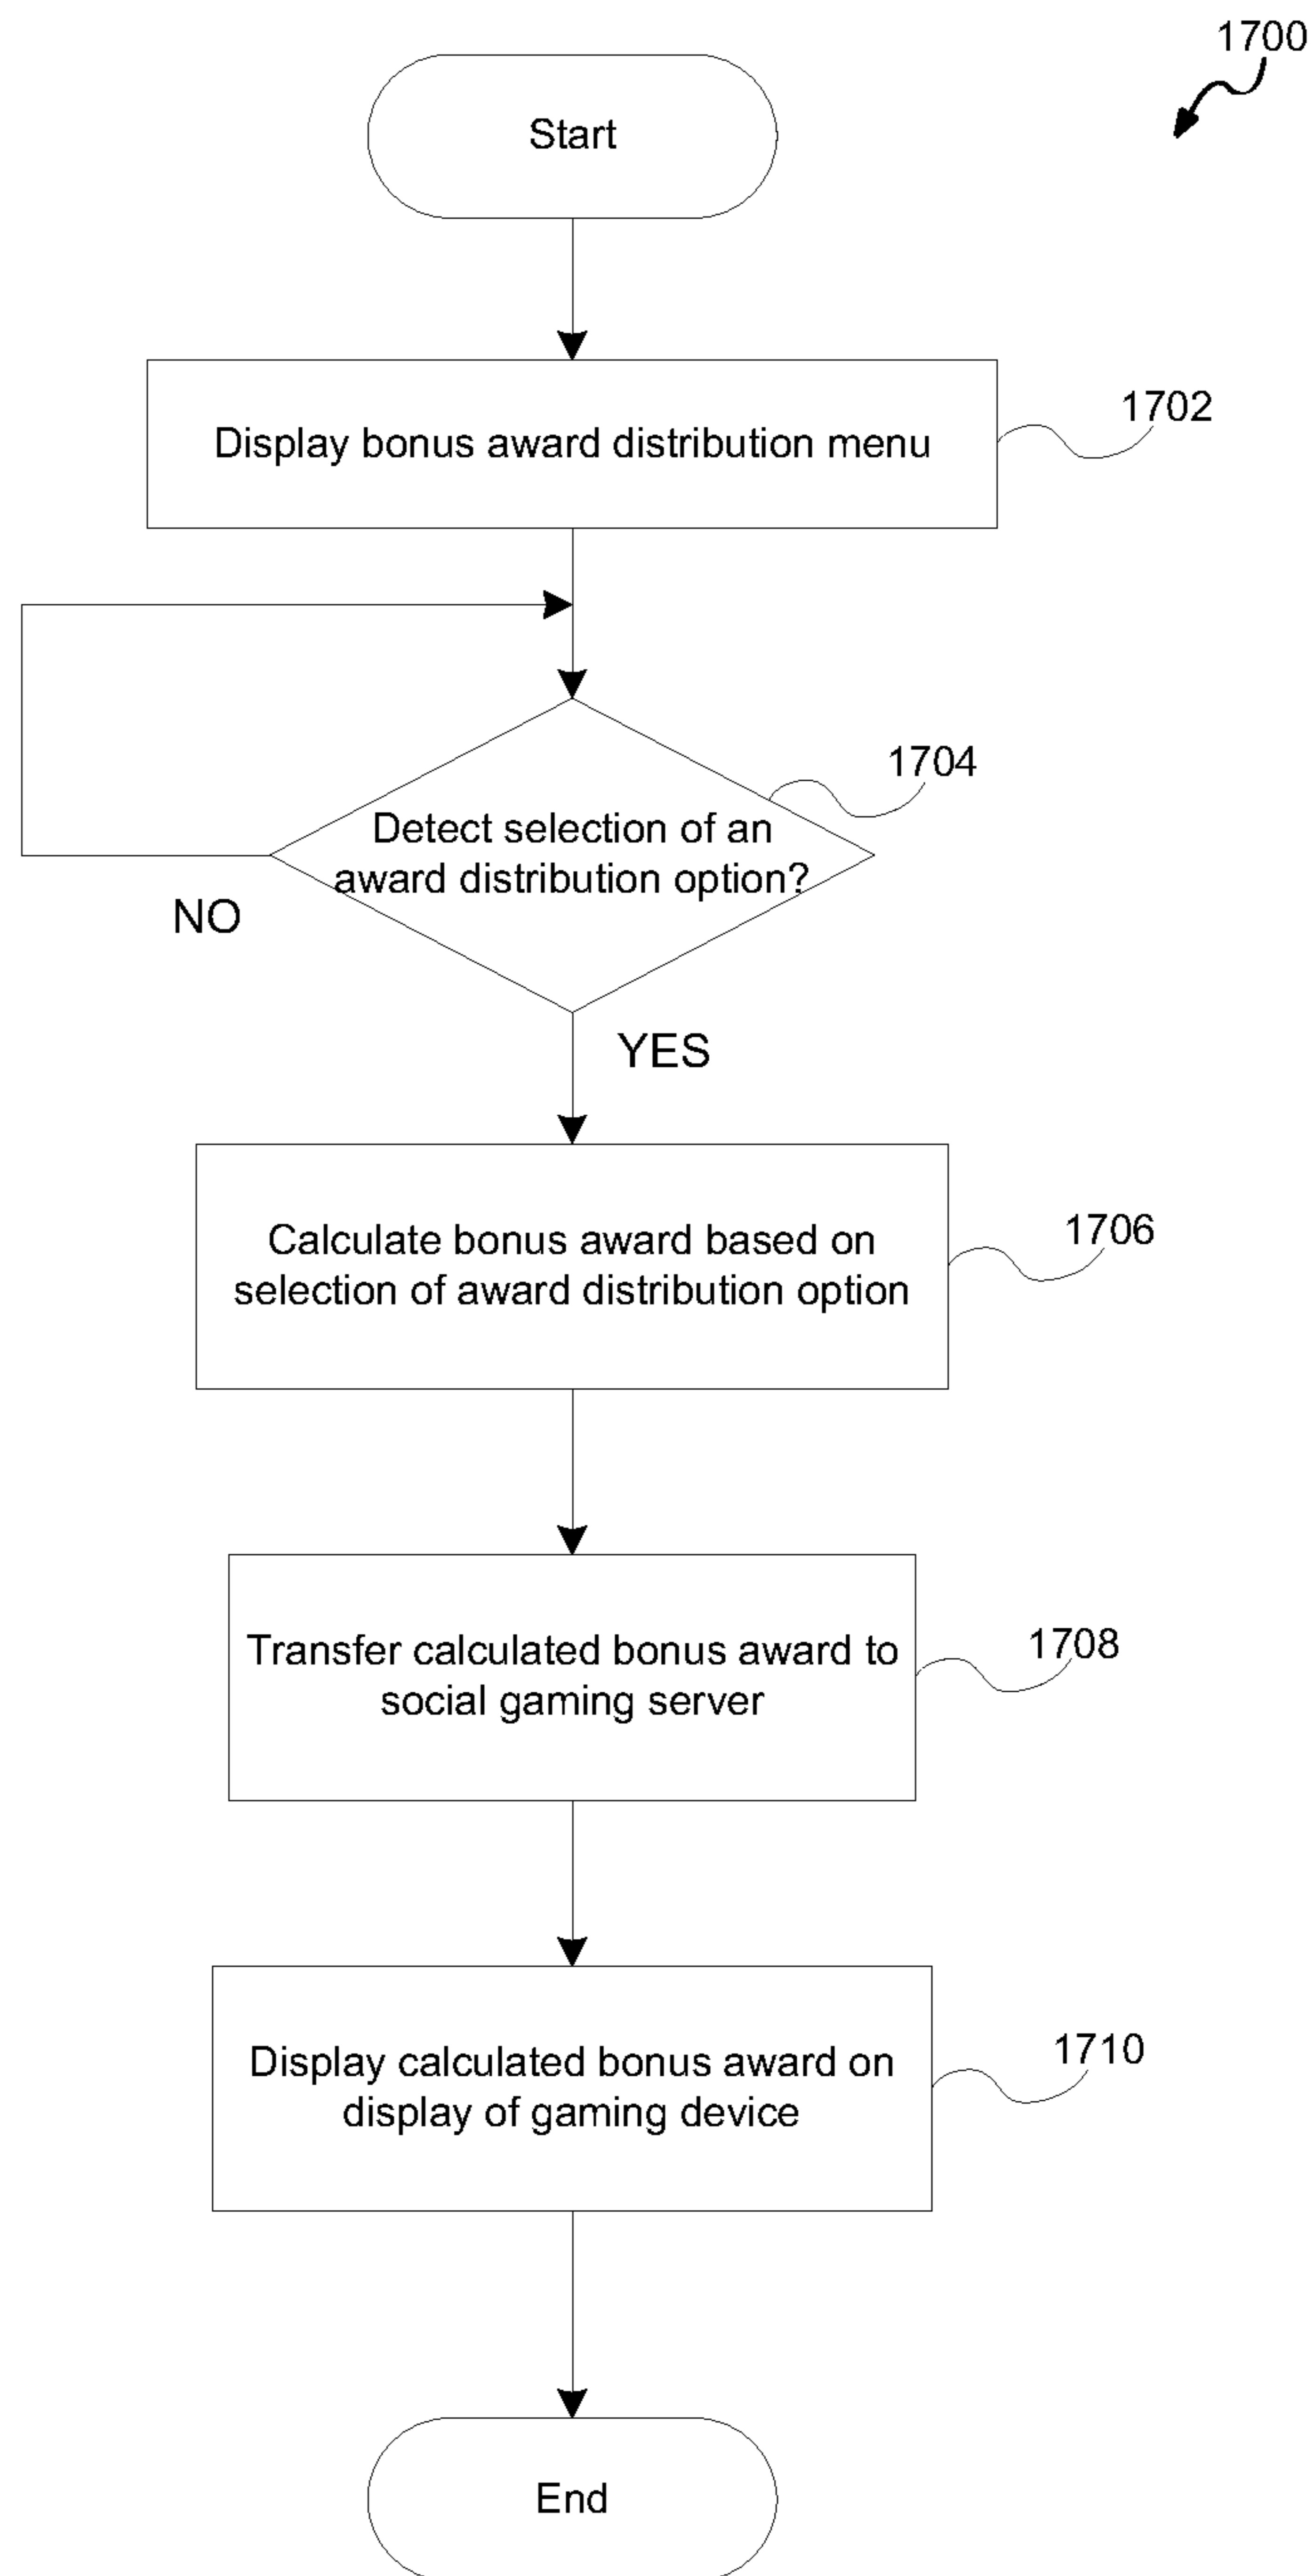 1700
Start
Display bonus award distribution menu
1702
1704
Detect selection of an
award distribution option?
NO
YES
Calculate bonus award based on
selection of award distribution option
1706
Transfer calculated bonus award to
social gaming server
1708
Display calculated bonus award on
display of gaming device
1710
End